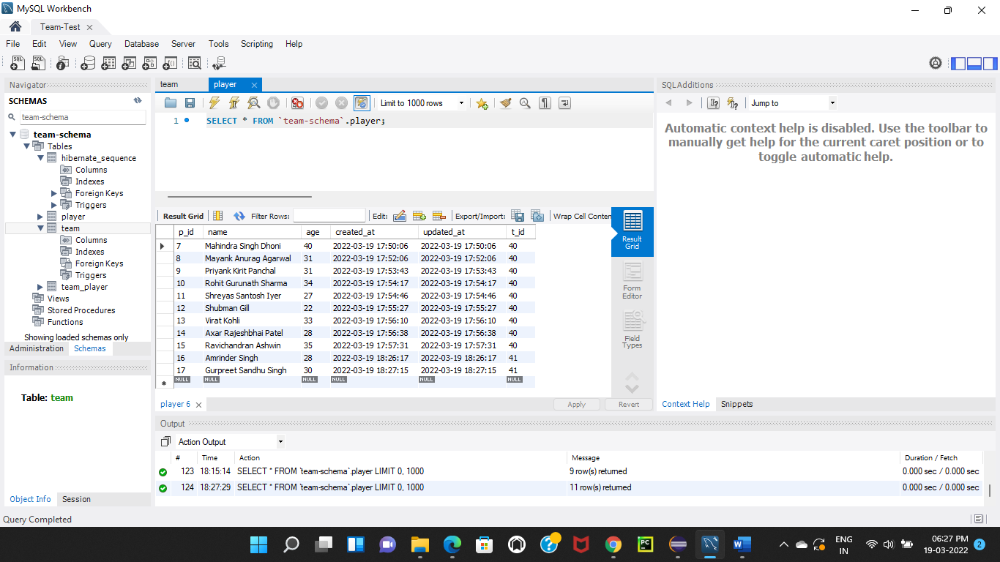 MySQL Workbench
Team-Test
File Edit View Query Database Server Tools Scripting Help
Navigator
SCHEMAS
team-schema
team-schema
Tables
hibernate_sequence
Columns
Indexes
Foreign Keys
Triggers
player
team
Columns
Indexes
Foreign Keys
Triggers
team_player
Views
Stored Procedures
Functions
Showing loaded schemas only
Administration Schemas
Information
Table: team
Object Info Session
team player
Limit to 1000 rows
1 SELECT * FROM `team-schema`.player;
Result Grid Filter Rows: Edit: Export/Import: Wrap Cell Conten
p_id name age created_at updated_at t_id
7 Mahindra Singh Dhoni 40 2022-03-19 17:50:06 2022-03-19 17:50:06 40
8 Mayank Anurag Agarwal 31 2022-03-19 17:52:06 2022-03-19 17:52:06 40
9 Priyank Kirit Panchal 31 2022-03-19 17:53:43 2022-03-19 17:53:43 40
10 Rohit Gurunath Sharma 34 2022-03-19 17:54:17 2022-03-19 17:54:17 40
11 Shreyas Santosh Iyer 27 2022-03-19 17:54:46 2022-03-19 17:54:46 40
12 Shubman Gill 22 2022-03-19 17:55:27 2022-03-19 17:55:27 40
13 Virat Kohli 33 2022-03-19 17:56:10 2022-03-19 17:56:10 40
14 Axar Rajeshbhai Patel 28 2022-03-19 17:56:38 2022-03-19 17:56:38 40
15 Ravichandran Ashwin 35 2022-03-19 17:57:31 2022-03-19 17:57:31 40
16 Amrinder Singh 28 2022-03-19 18:26:17 2022-03-19 18:26:17 41
17 Gurpreet Sandhu Singh 30 2022-03-19 18:27:15 2022-03-19 18:27:15 41
NULL NULL NULL NULL NULL NULL
Result
Grid
Form
Editor
Field
Types
player 6 Apply Revert
SQLAdditions
Jump to
Automatic context help is disabled. Use the toolbar to
manually get help for the current caret position or to
toggle automatic help.
Context Help Snippets
Output
Action Output
# Time Action Message Duration / Fetch
123 18:15:14 SELECT * FROM `team-schema`.player LIMIT 0, 1000 9 row(s) returned 0.000 sec / 0.000 sec
124 18:27:29 SELECT * FROM `team-schema`.player LIMIT 0, 1000 11 row(s) returned 0.000 sec / 0.000 sec
Query Completed
ENG
IN
06:27 PM
19-03-2022
2